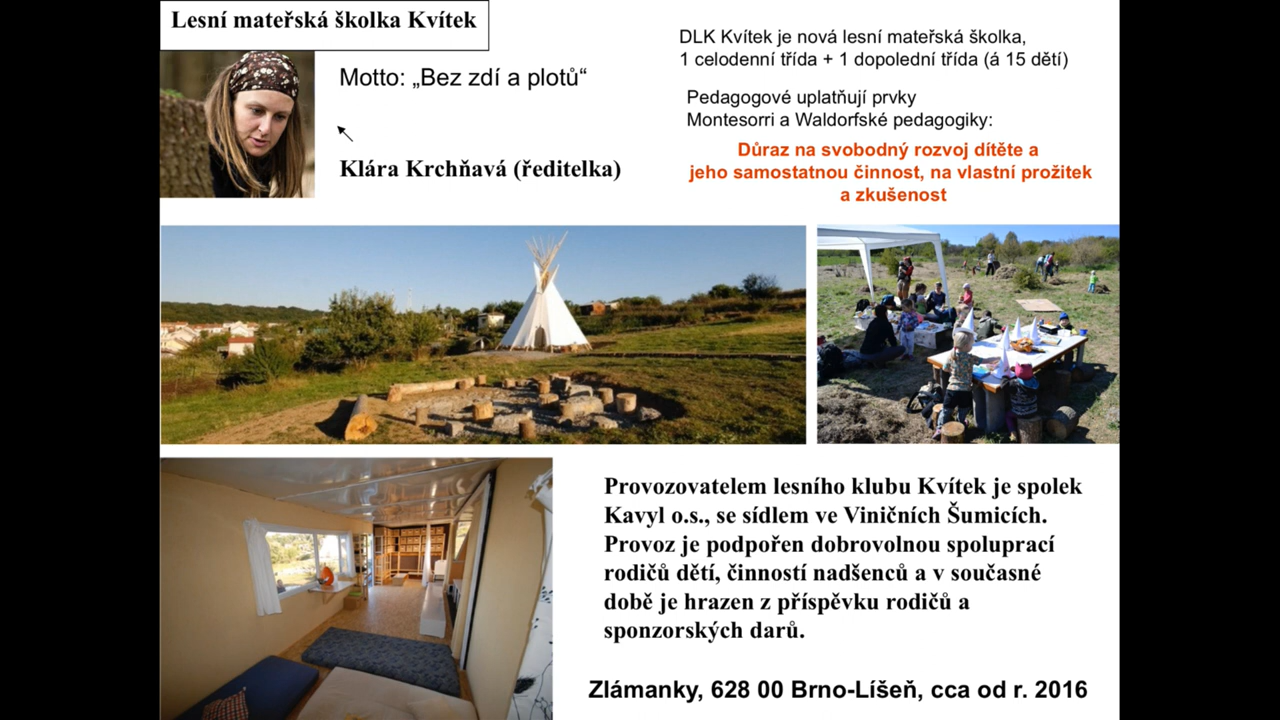 Lesní mateřská školka Kvítek
Motto: „Bez zdí a plotů“
Klára Krchňavá (ředitelka)
DLK Kvítek je nová lesní mateřská školka,
1 celodenní třída + 1 dopolední třída (á 15 dětí)
Pedagogové uplatňují prvky
Montesorri a Waldorfské pedagogiky:
Důraz na svobodný rozvoj dítěte a
jeho samostatnou činnost, na vlastní prožitek
a zkušenost
Provozovatelem lesního klubu Kvítek je spolek
Kavyl o.s., se sídlem ve Viničních Šumicích.
Provoz je podpořen dobrovolnou spoluprací
rodičů dětí, činností nadšenců a v současné
době je hrazen z příspěvku rodičů a
sponzorských darů.
Zlámanky, 628 00 Brno-Líšeň, cca od r. 2016